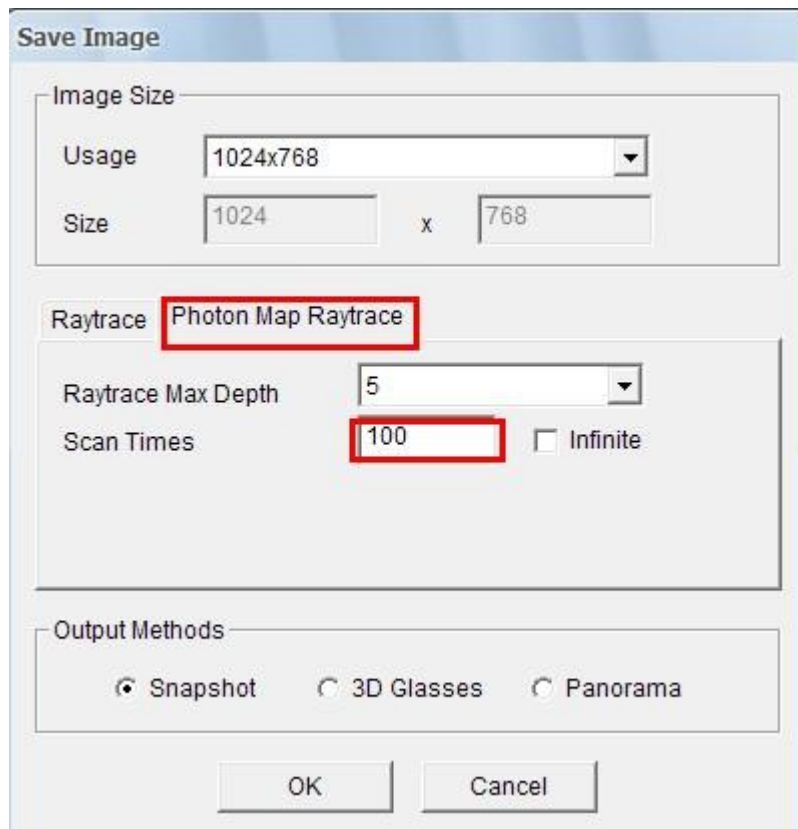 Save Image
Image Size
Usage 1024x768
Size 1024 x 768
Raytrace Photon Map Raytrace
Raytrace Max Depth 5
Scan Times 100 Infinite
Output Methods
Snapshot 3D Glasses Panorama
OK Cancel